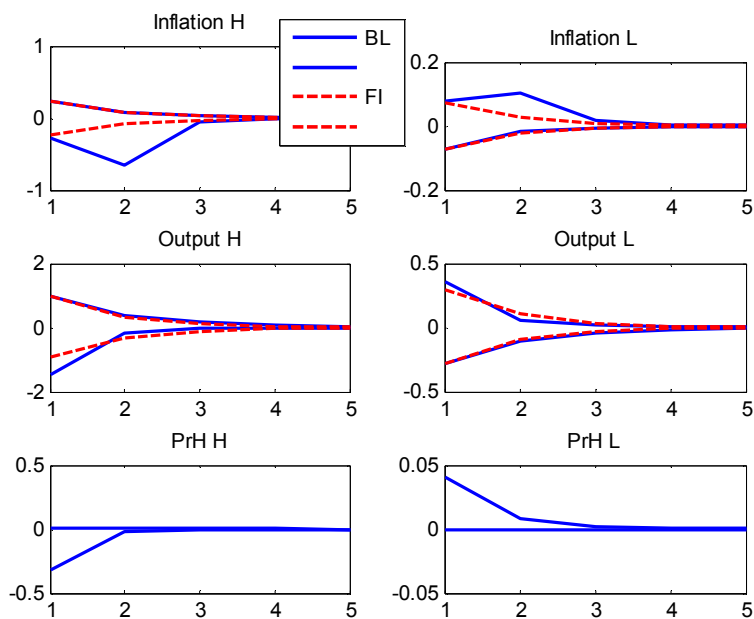 Inflation H
BL
FI
1
0
-1
1 2 3 4 5
Inflation L
0.2
0
-0.2
1 2 3 4 5
Output H
2
0
-2
1 2 3 4 5
Output L
0.5
0
-0.5
1 2 3 4 5
PrH H
0.5
0
-0.5
1 2 3 4 5
PrH L
0.05
0
-0.05
1 2 3 4 5